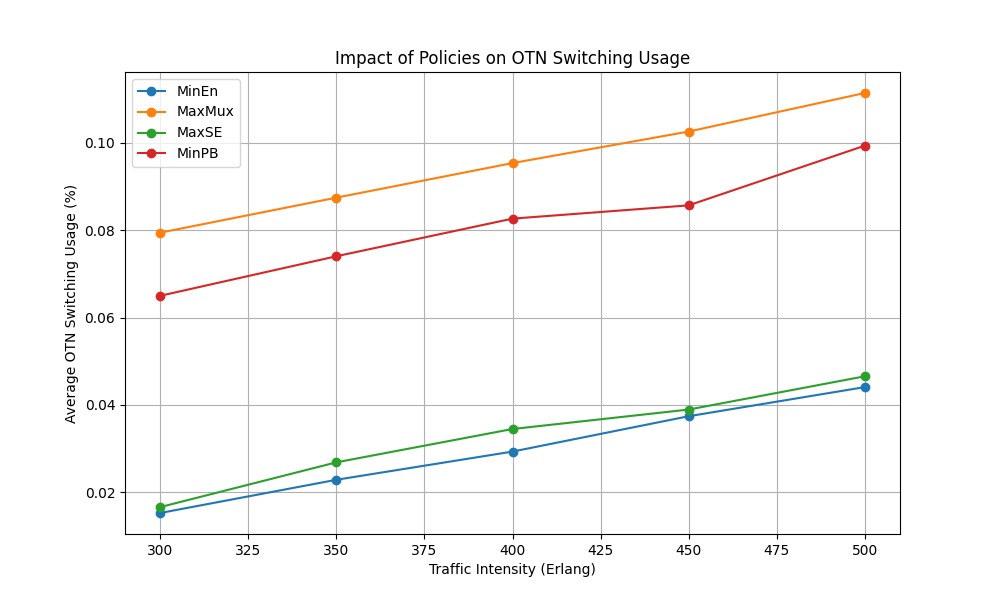 Impact of Policies on OTN Switching Usage
MinEn
MaxMux
MaxSE
MinPB
Average OTN Switching Usage (%)
0.10
0.08
0.06
0.04
0.02
300 325 350 375 400 425 450 475 500
Traffic Intensity (Erlang)